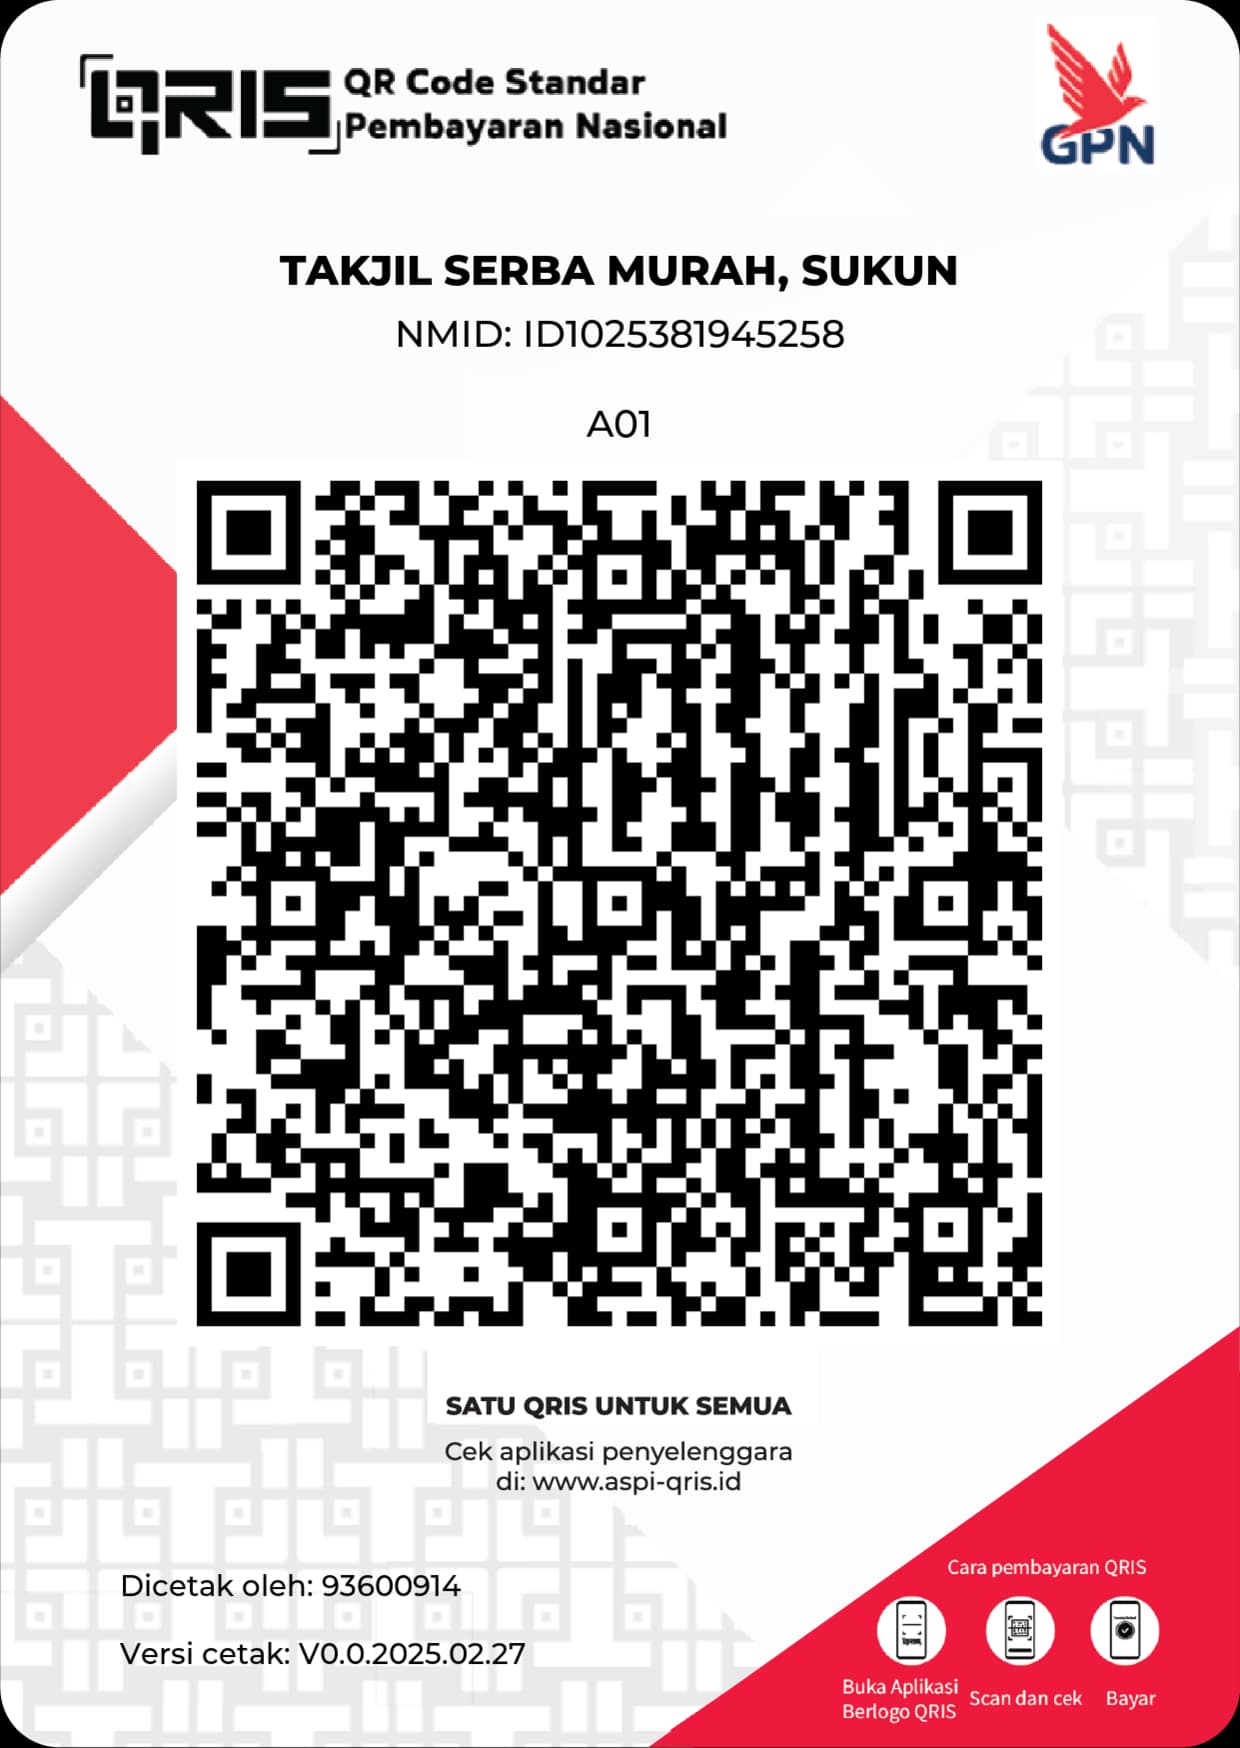 QRIS QR Code Standar
Pembayaran Nasional
GPN
TAKJIL SERBA MURAH, SUKUN
NMID: ID1025381945258
A01
SATU QRIS UNTUK SEMUA
Cek aplikasi penyelenggara
di: www.aspi-qris.id
Dicetak oleh: 93600914
Versi cetak: V0.0.2025.02.27
Cara pembayaran QRIS
Buka Aplikasi
Berlogo QRIS
Scan dan cek
Bayar